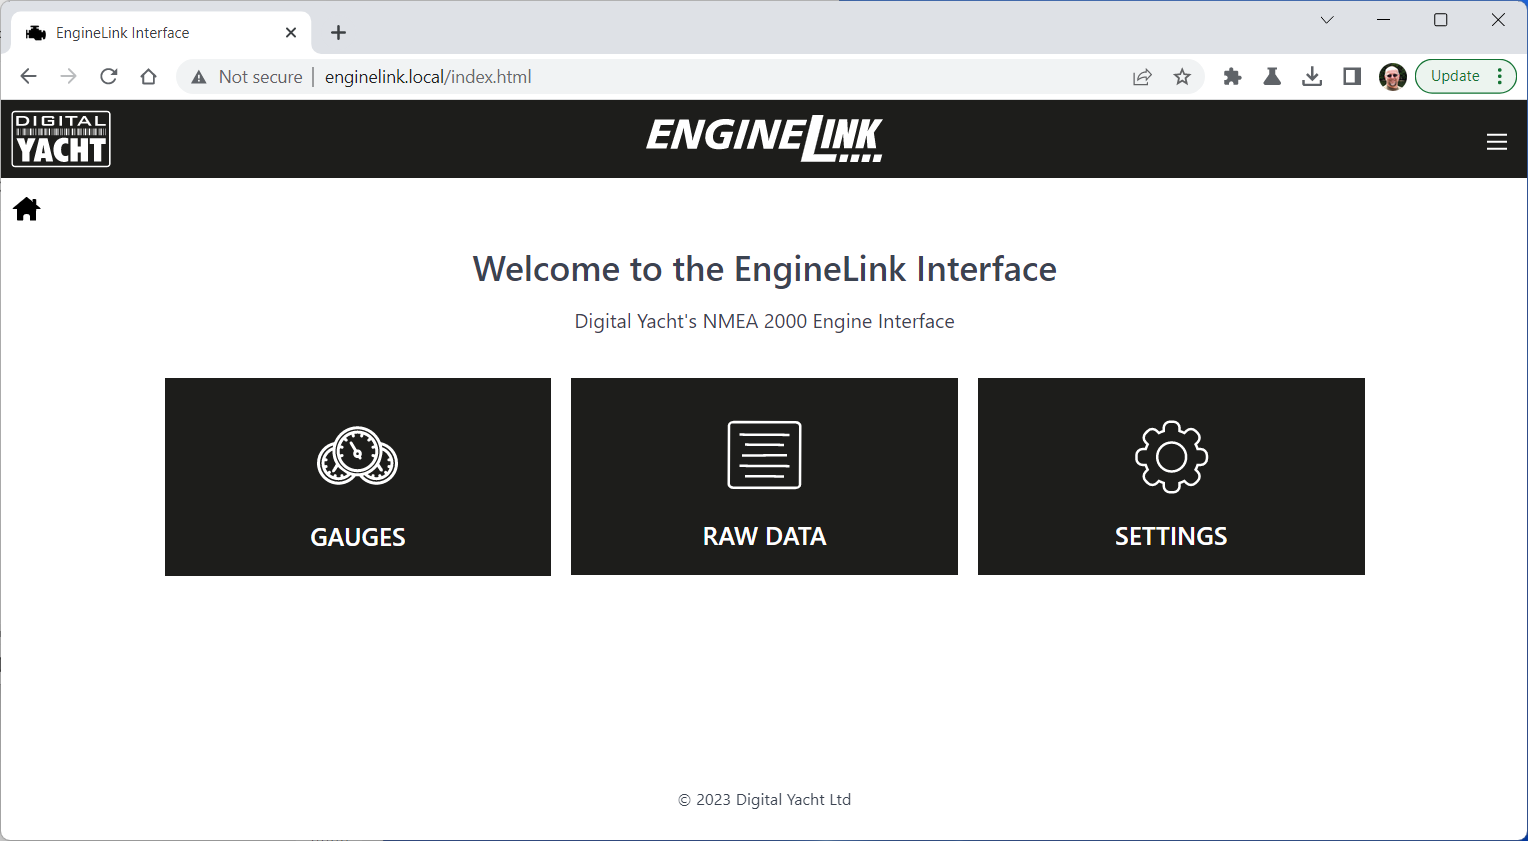 EngineLink Interface
Not secure
enginelink.local/index.html
Update
DIGITAL
YACHT
ENGINELINK
Welcome to the EngineLink Interface
Digital Yacht's NMEA 2000 Engine Interface
GAUGES
RAW DATA
SETTINGS
© 2023 Digital Yacht Ltd